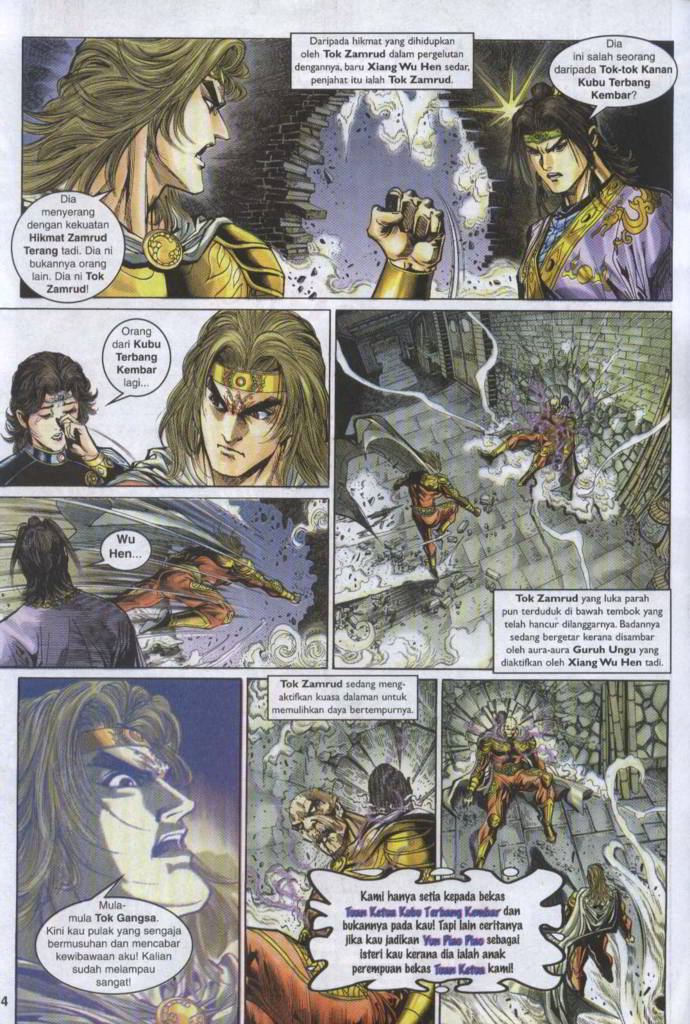 Daripada hikmat yang dihidupkan
oleh Tok Zamrud dalam pergelutan
dengannya, baru Xiang Wu Hen sedar,
penjahat itu ialah Tok Zamrud.
Dia
ini salah seorang
daripada Tok-tok Kanan
Kubu Terbang
Kembar?
Dia
menyerang
dengan kekuatan
Hikmat Zamrud
Terang tadi. Dia ni
bukannya orang
lain. Dia ni Tok
Zamrud!
Orang
dari Kubu
Terbang
Kembar
lagi...
Wu
Hen...
Tok Zamrud yang luka parah
pun terduduk di bawah tembok yang
telah hancur dilanggarnya. Badannya
sedang bergetar kerana disambar
oleh aura-aura Guruh Ungu yang
diaktifkan oleh Xiang Wu Hen tadi.
Mula-
mula Tok Gangsa.
Kini kau pulak yang sengaja
bermusuhan dan mencabar
kewibawaan aku! Kalian
sudah melampau
sangat!
Tok Zamrud sedang meng-
aktifkan kuasa dalaman untuk
memulihkan daya bertempurnya.
Kami hanya setia kepada bekas
Tuan Ketua Kubu Terbang Kembar dan
bukannya pada kau! Tapi lain ceritanya
jika kau jadikan Yun Piao Piao sebagai
isteri kau kerana dia ialah anak
perempuan bekas Tuan Ketua kami!
4